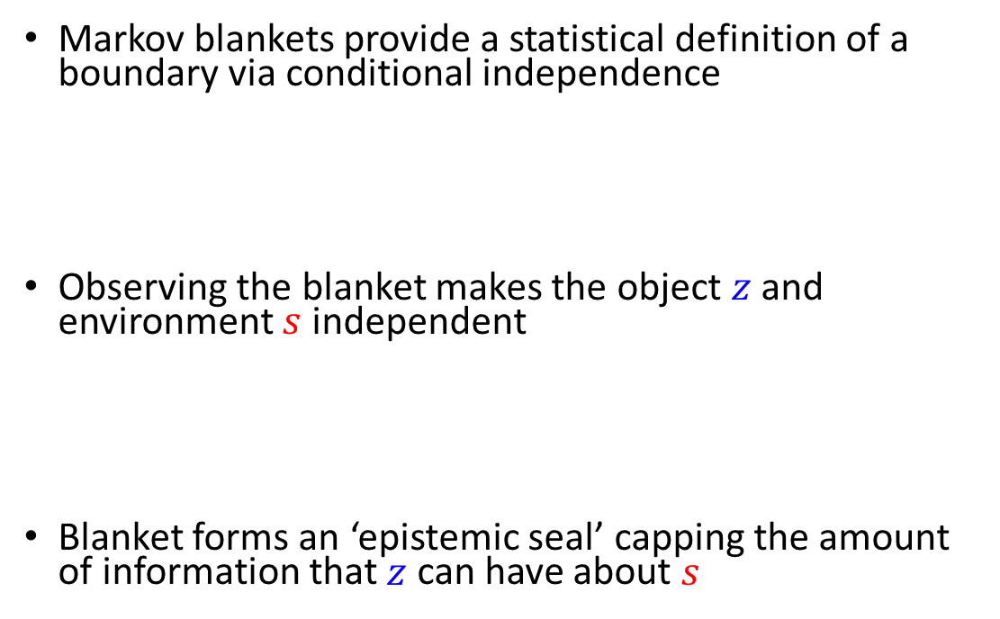 • Markov blankets provide a statistical definition of a
boundary via conditional independence
• Observing the blanket makes the object z and
environment s independent
• Blanket forms an ‘epistemic seal’ capping the amount
of information that z can have about s